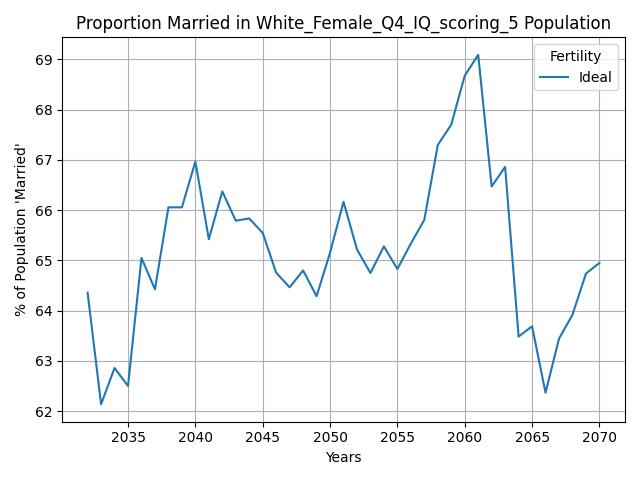 Proportion Married in White_Female_Q4_IQ_scoring_5 Population
Fertility
Ideal
% of Population 'Married'
69
68
67
66
65
64
63
62
2035 2040 2045 2050 2055 2060 2065 2070
Years